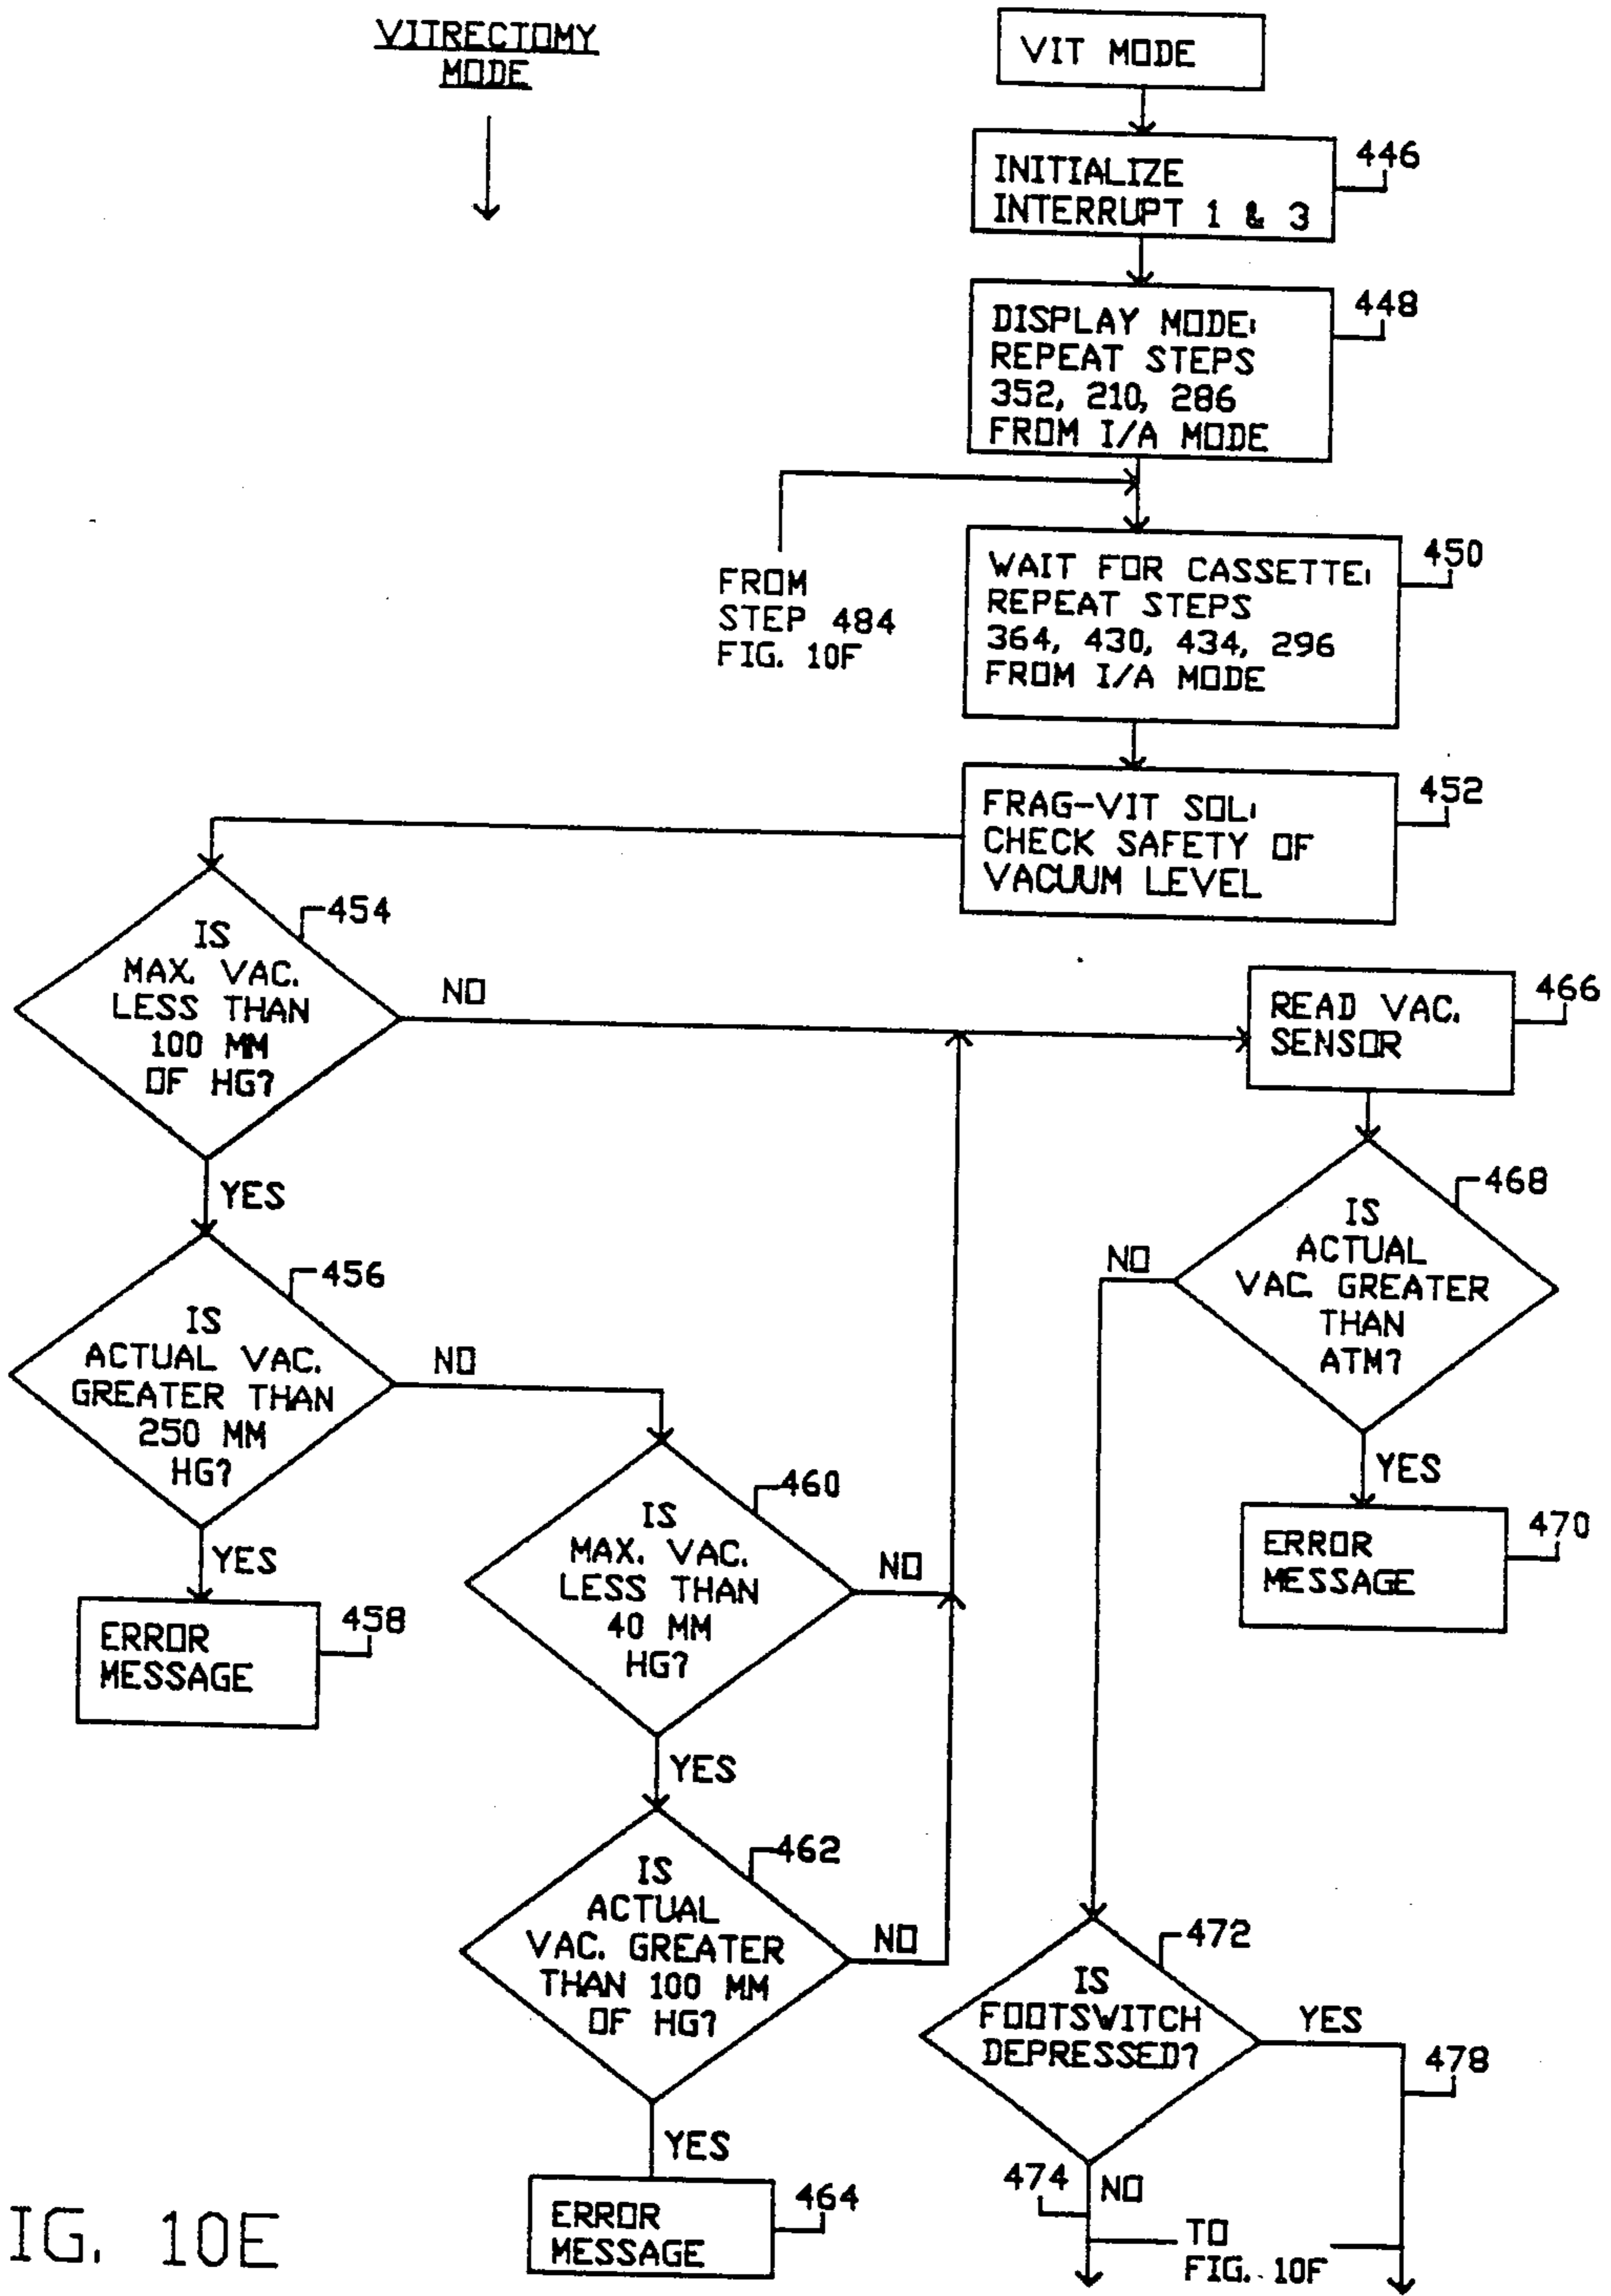 VITRECTOMY
MODE
VIT MODE
446
INITIALIZE
INTERRUPT 1 & 3
448
DISPLAY MODE:
REPEAT STEPS
352, 210, 286
FROM I/A MODE
FROM
STEP 484
FIG. 10F
450
WAIT FOR CASSETTE:
REPEAT STEPS
364, 430, 434, 296
FROM I/A MODE
452
FRAG-VIT SOL:
CHECK SAFETY OF
VACUUM LEVEL
454
IS
MAX. VAC.
LESS THAN
100 MM
OF HG?
NO
YES
466
READ VAC.
SENSOR
468
IS
ACTUAL
VAC. GREATER
THAN
ATM?
NO
YES
470
ERROR
MESSAGE
456
IS
ACTUAL VAC.
GREATER THAN
250 MM
HG?
NO
YES
458
ERROR
MESSAGE
460
IS
MAX. VAC.
LESS THAN
40 MM
HG?
NO
YES
462
IS
ACTUAL
VAC. GREATER
THAN 100 MM
OF HG?
NO
YES
464
ERROR
MESSAGE
472
IS
FOOTSWITCH
DEPRESSED?
YES
478
474
NO
TO
FIG. 10F
IG. 10E